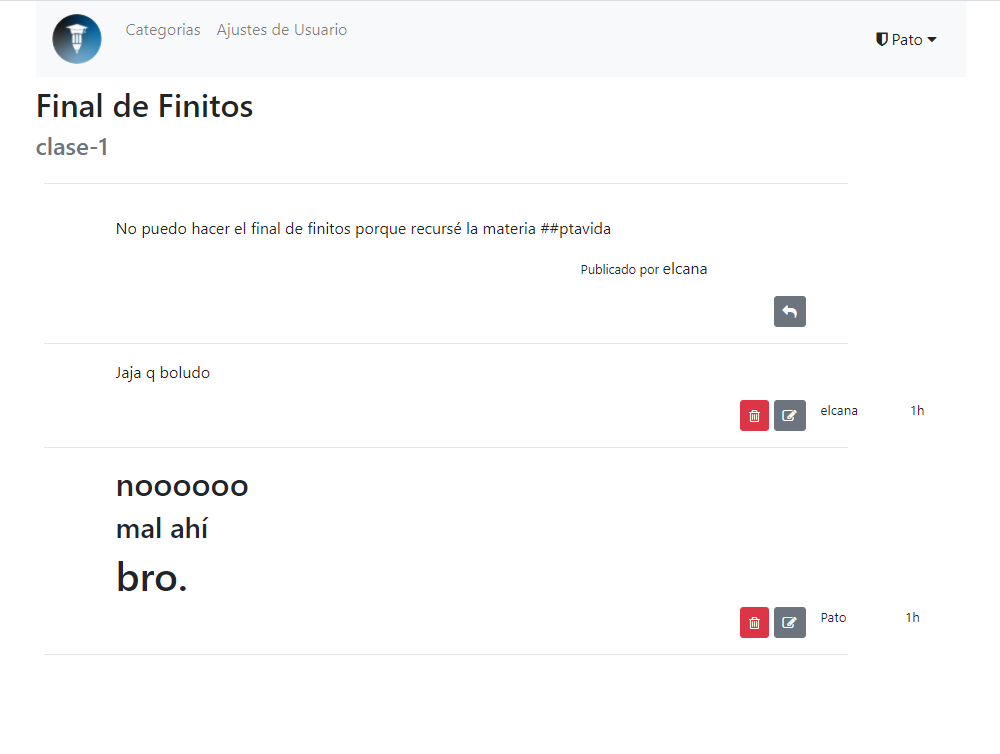 Categorias Ajustes de Usuario
Pato
Final de Finitos
clase-1
No puedo hacer el final de finitos porque recursé la materia ##ptavida
Publicado por elcana
Jaja q boludo
elcana 1h
noooooo
mal ahí
bro.
Pato 1h